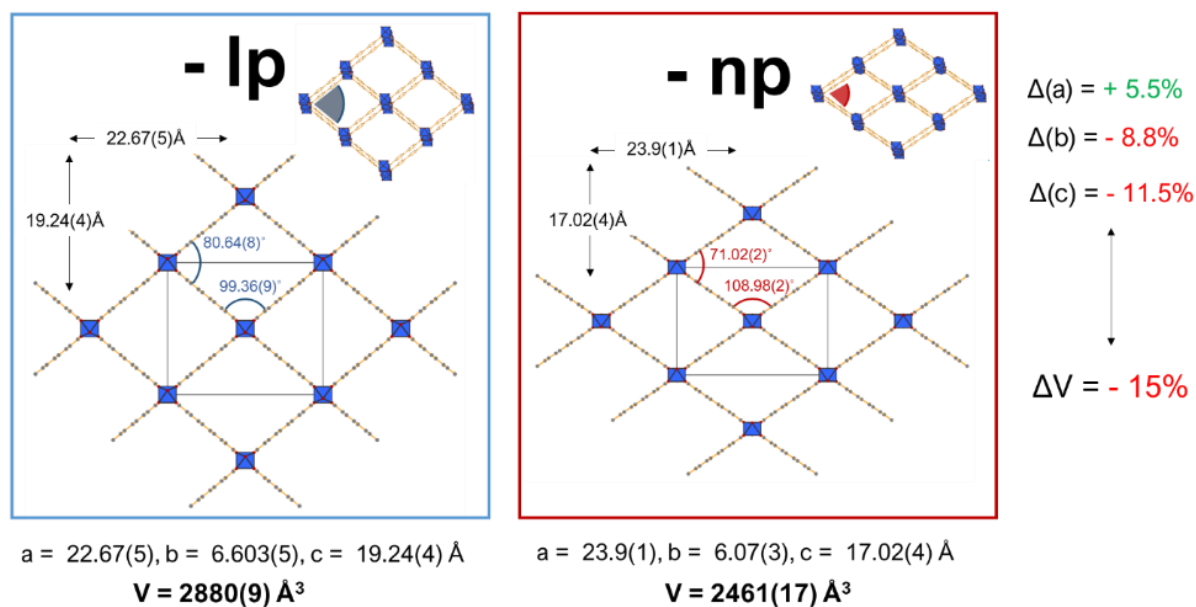 - lp
22.67(5)Å
19.24(4)Å
80.64(8)°
99.36(9)°
a = 22.67(5), b = 6.603(5), c = 19.24(4) Å
V = 2880(9) Å³
- np
23.9(1)Å
17.02(4)Å
71.02(2)°
108.98(2)°
a = 23.9(1), b = 6.07(3), c = 17.02(4) Å
V = 2461(17) Å³
Δ(a) = + 5.5%
Δ(b) = - 8.8%
Δ(c) = - 11.5%
ΔV = - 15%